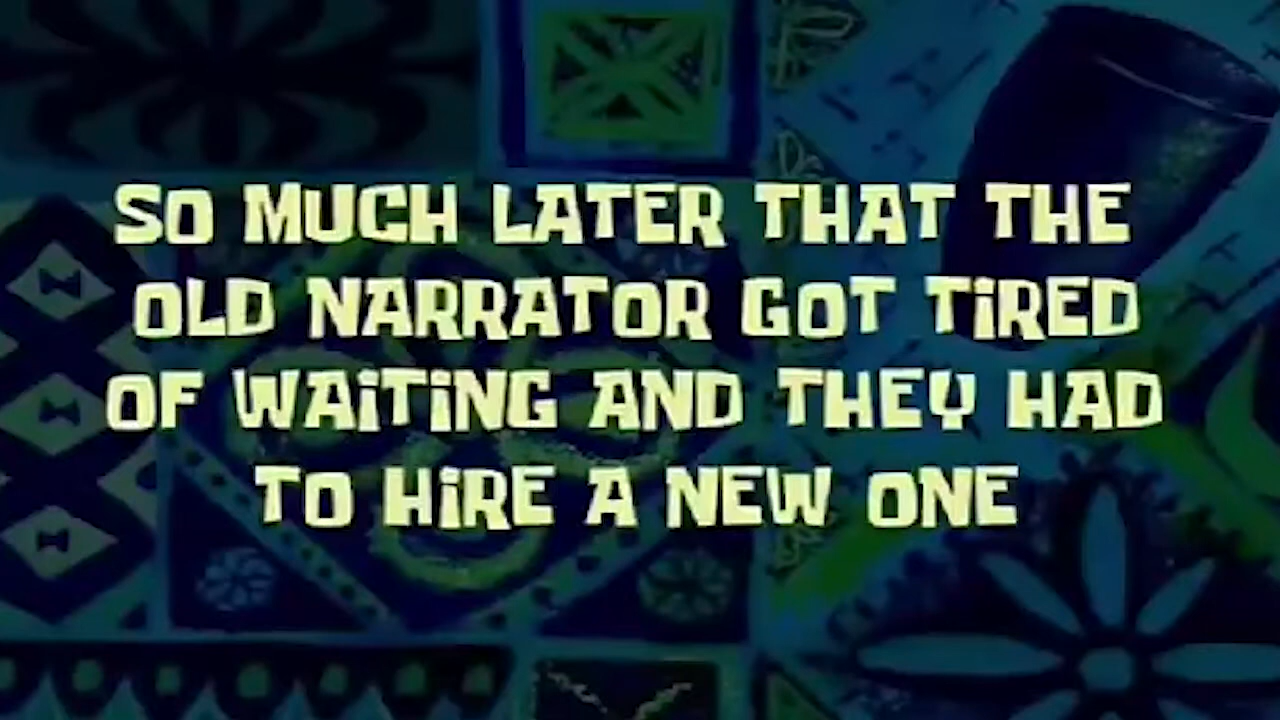 SO MUCH LATER THAT THE
OLD NARRATOR GOT TiRED
OF WAiTiNG AND THEY HAD
TO HiRE A NEW ONE